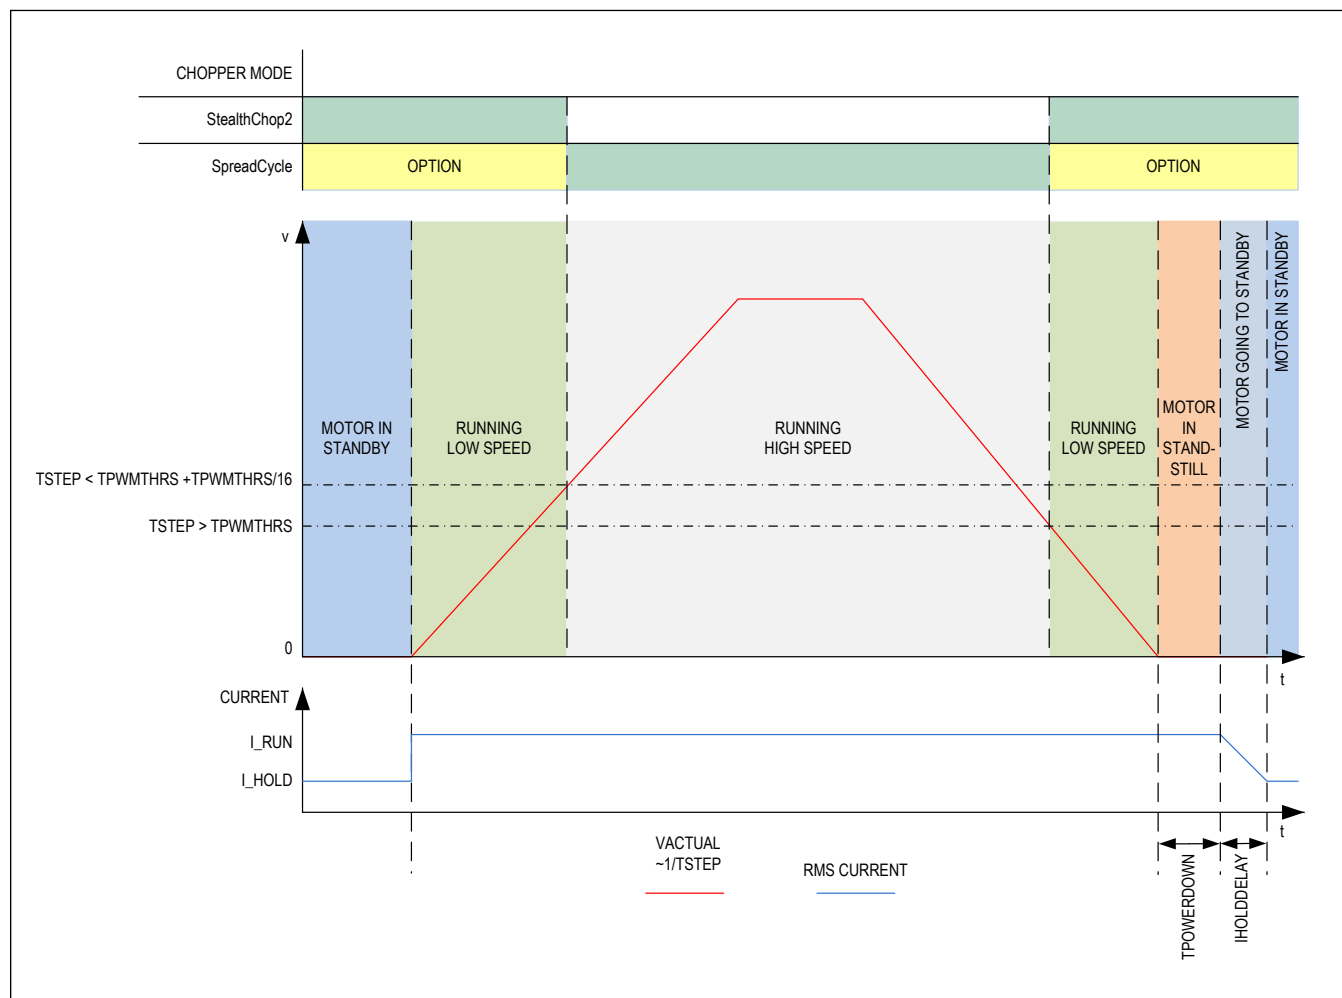 CHOPPER MODE
StealthChop2
SpreadCycle
OPTION
OPTION
v
MOTOR IN
STANDBY
RUNNING
LOW SPEED
RUNNING
HIGH SPEED
RUNNING
LOW SPEED
MOTOR
IN
STAND-
STILL
MOTOR GOING TO STANDBY
MOTOR IN STANDBY
TSTEP < TPWMTHRS +TPWMTHRS/16
TSTEP > TPWMTHRS
0
t
CURRENT
I_RUN
I_HOLD
t
VACTUAL
~1/TSTEP
RMS CURRENT
TPOWERDOWN
IHOLDDELAY